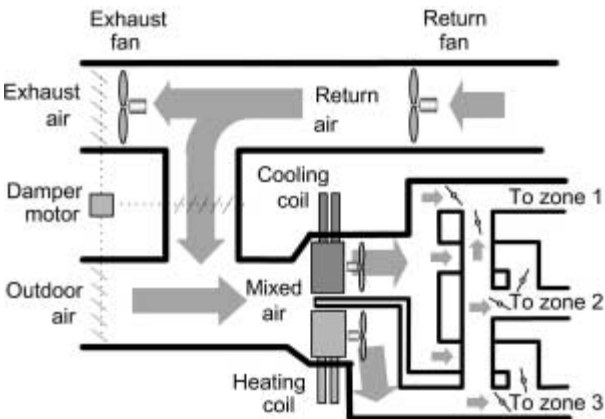 Exhaust
fan
Return
fan
Exhaust
air
Return
air
Damper
motor
Cooling
coil
To zone 1
Outdoor
air
Mixed
air
To zone 2
Heating
coil
To zone 3